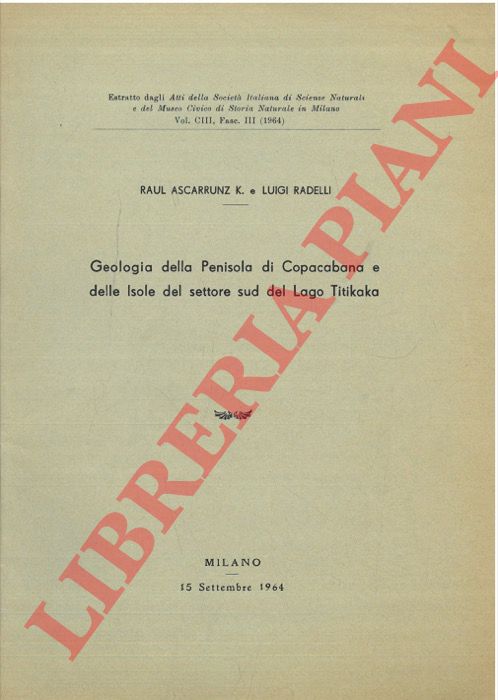 Estratto dagli Atti della Società Italiana di Scienze Naturali
e del Museo Civico di Storia Naturale in Milano
Vol. CIII, Fasc. III (1964)
RAUL ASCARRUNZ K. e LUIGI RADELLI
Geologia della Penisola di Copacabana e
delle Isole del settore sud del Lago Titikaka
MILANO
15 Settembre 1964
LIBRERIA PIANI